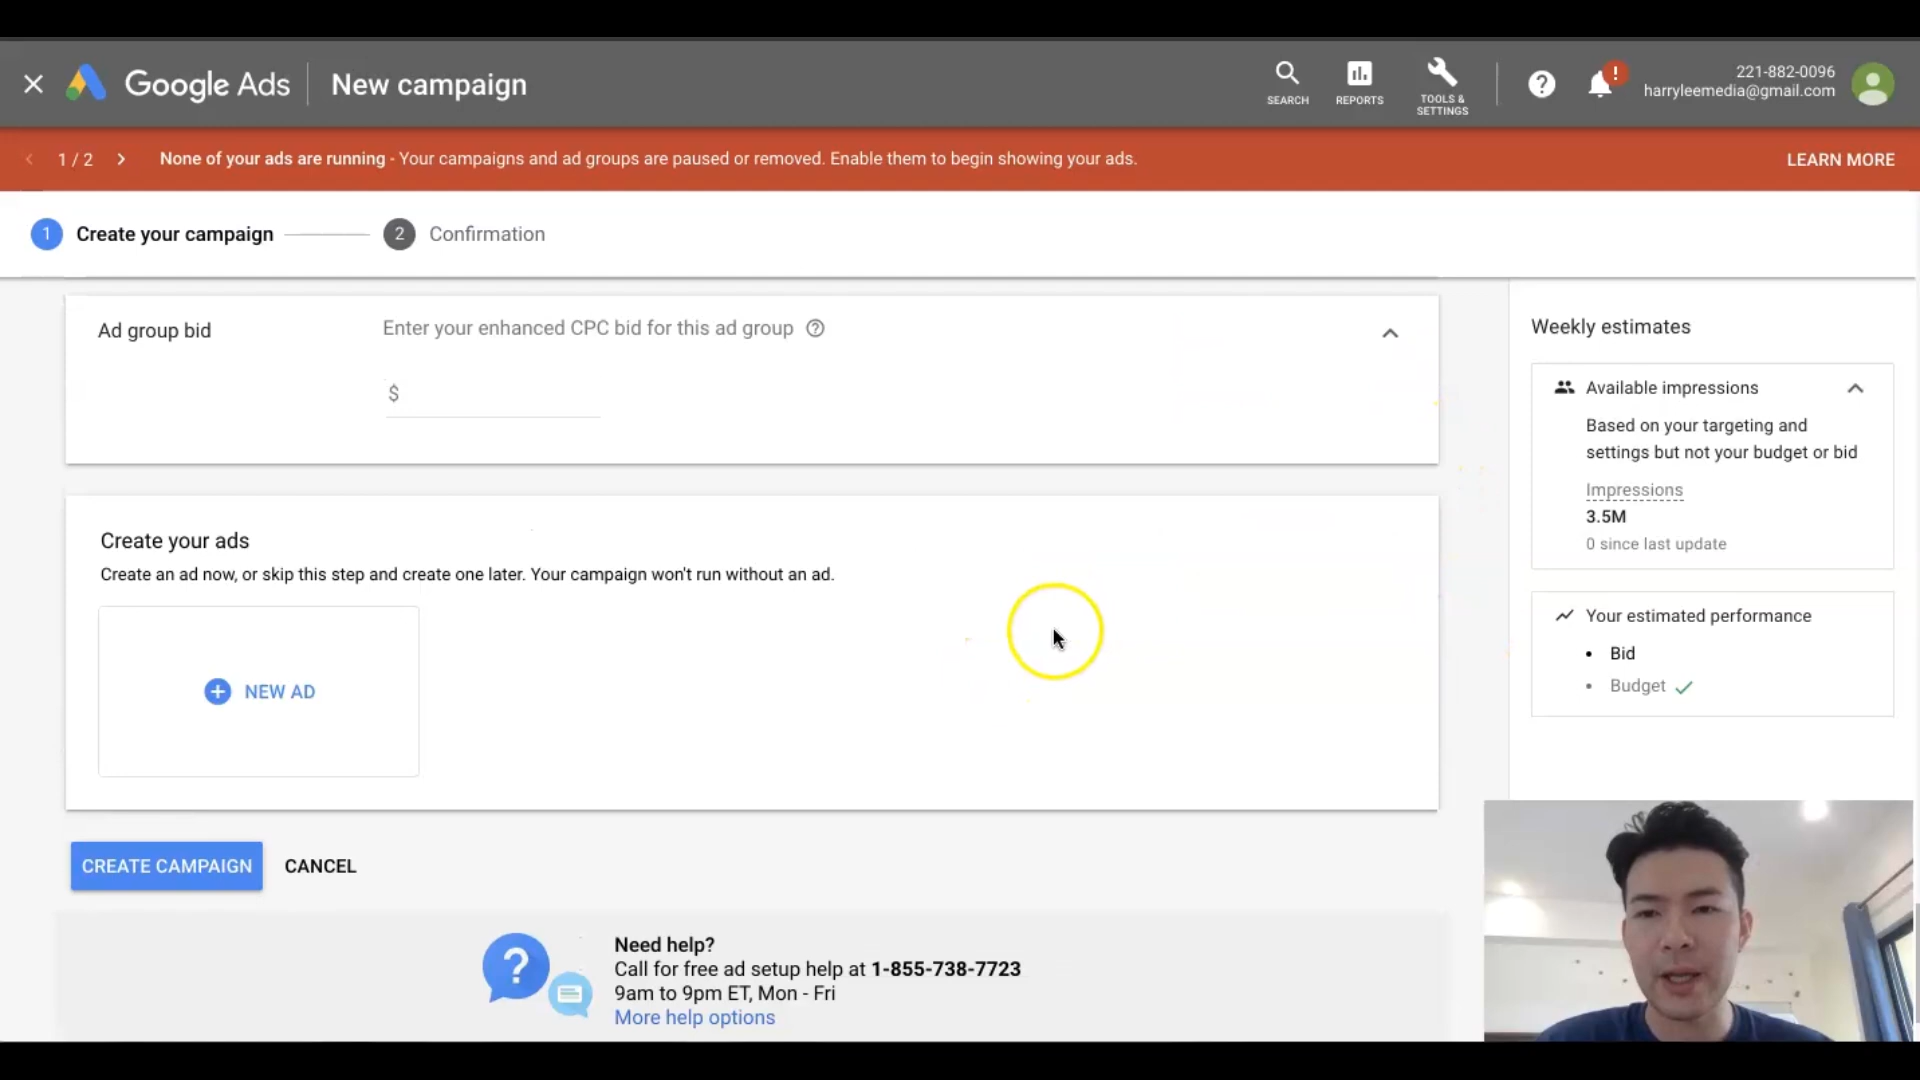 Google Ads
New campaign
SEARCH
REPORTS
TOOLS &
SETTINGS
?
!
221-882-0096
harryleemedia@gmail.com
1 / 2
None of your ads are running - Your campaigns and ad groups are paused or removed. Enable them to begin showing your ads.
LEARN MORE
1
Create your campaign
2
Confirmation
Ad group bid
Enter your enhanced CPC bid for this ad group ?
$
Weekly estimates
Available impressions
Based on your targeting and
settings but not your budget or bid
Impressions
3.5M
0 since last update
Your estimated performance
• Bid
• Budget
Create your ads
Create an ad now, or skip this step and create one later. Your campaign won't run without an ad.
NEW AD
CREATE CAMPAIGN
CANCEL
?
Need help?
Call for free ad setup help at 1-855-738-7723
9am to 9pm ET, Mon - Fri
More help options